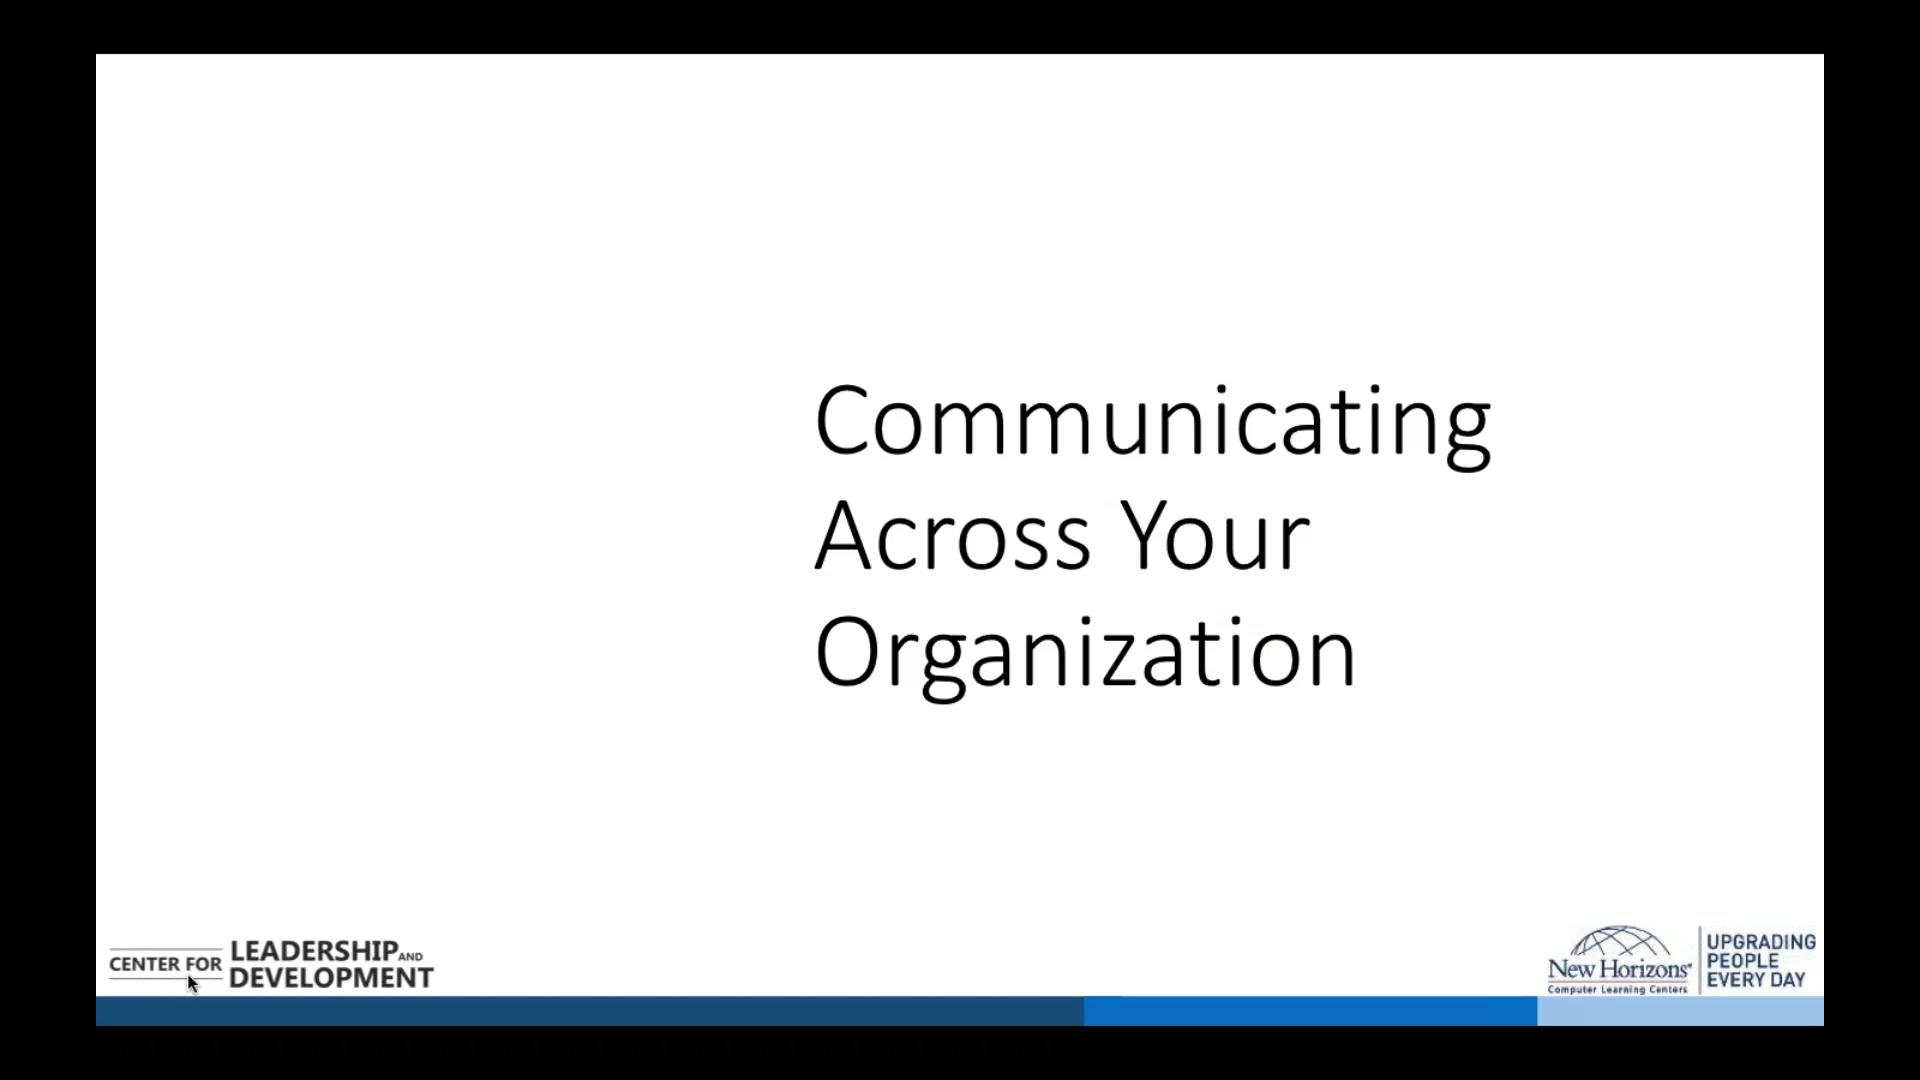 Communicating
Across Your
Organization
CENTER FOR LEADERSHIP AND DEVELOPMENT
New Horizons®
Computer Learning Centers
UPGRADING
PEOPLE
EVERY DAY